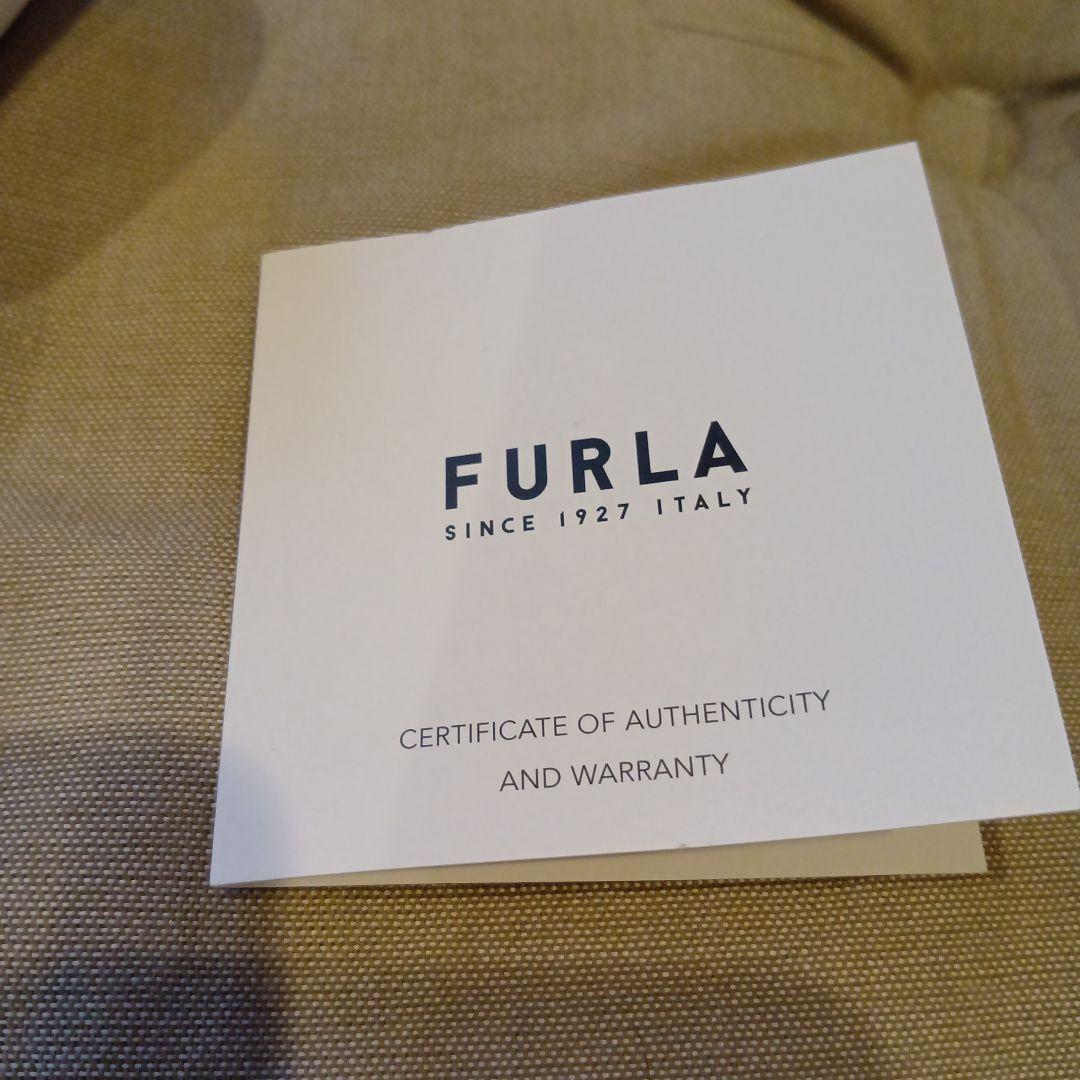 FURLA
SINCE 1927 ITALY
CERTIFICATE OF AUTHENTICITY
AND WARRANTY